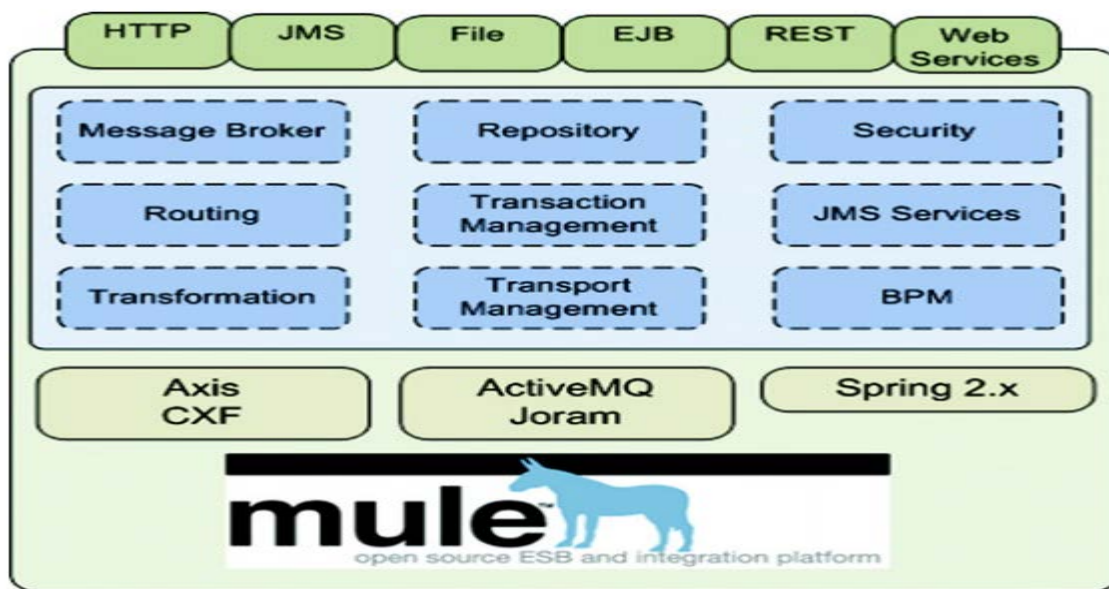 HTTP
JMS
File
EJB
REST
Web
Services
Message Broker
Repository
Security
Routing
Transaction
Management
JMS Services
Transformation
Transport
Management
BPM
Axis
CXF
ActiveMQ
Joram
Spring 2.x
mule™
open source ESB and integration platform